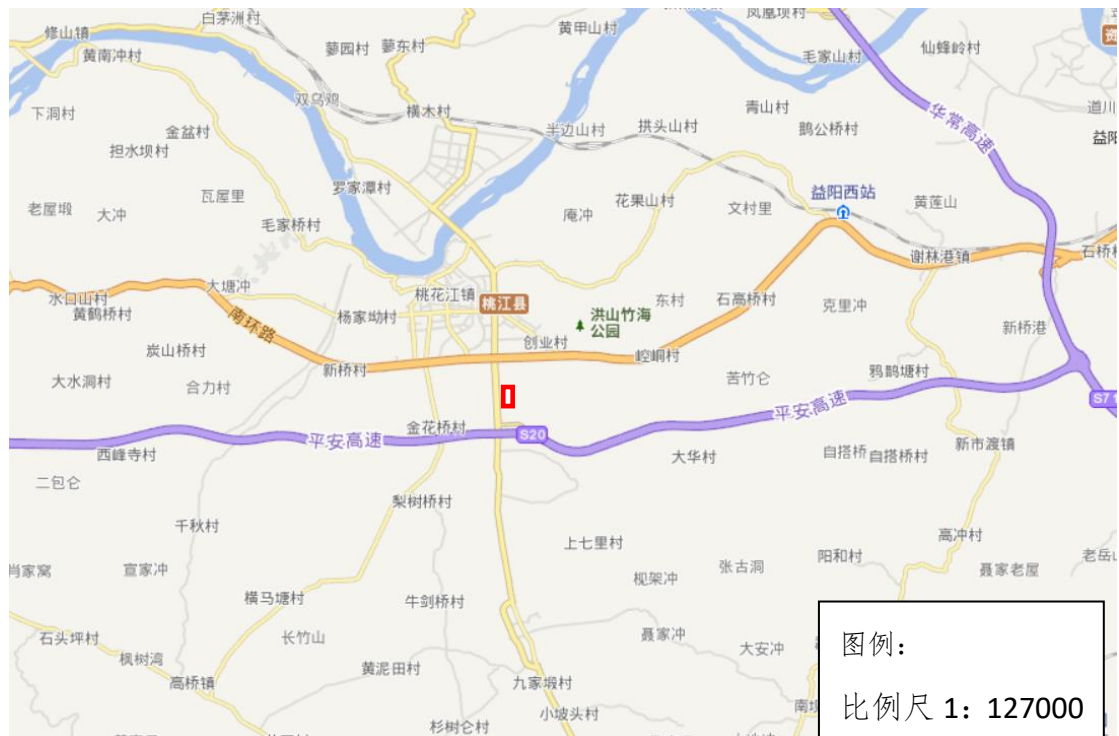 白茅洲村
黄甲山村
凤凰坝村
修山镇
蓼园村
蓼东村
仙蜂岭村
黄南冲村
毛家山村
资
下洞村
双乌鸡
横木村
青山村
道川
金盆村
半边山村
拱头山村
鹊公桥村
华常高速
益阳
担水坝村
罗家潭村
益阳西站
瓦屋里
花果山村
文村里
黄莲山
老屋塅
大冲
庵冲
毛家桥村
谢林港镇
石桥村
大塘冲
桃花江镇
水口山村
桃江县
东村
石高桥村
克里冲
黄鹤桥村
南环路
杨家坳村
洪山竹海
公园
新桥港
炭山桥村
创业村
崆峒村
新桥村
鸦鹊塘村
大水洞村
合力村
苦竹仑
S71
平安高速
金花桥村
S20
平安高速
西峰寺村
大华村
自搭桥
自搭桥村
新市渡镇
二包仑
梨树桥村
千秋村
上七里村
高冲村
肖家窝
宣家冲
枧架冲
张古洞
阳和村
老岳山
聂家老屋
横马塘村
牛剑桥村
石头坪村
长竹山
聂家冲
大安冲
图例：
枫树湾
黄泥田村
高桥镇
九家塅村
小坡头村
南坝
比例尺 1：127000
杉树仑村